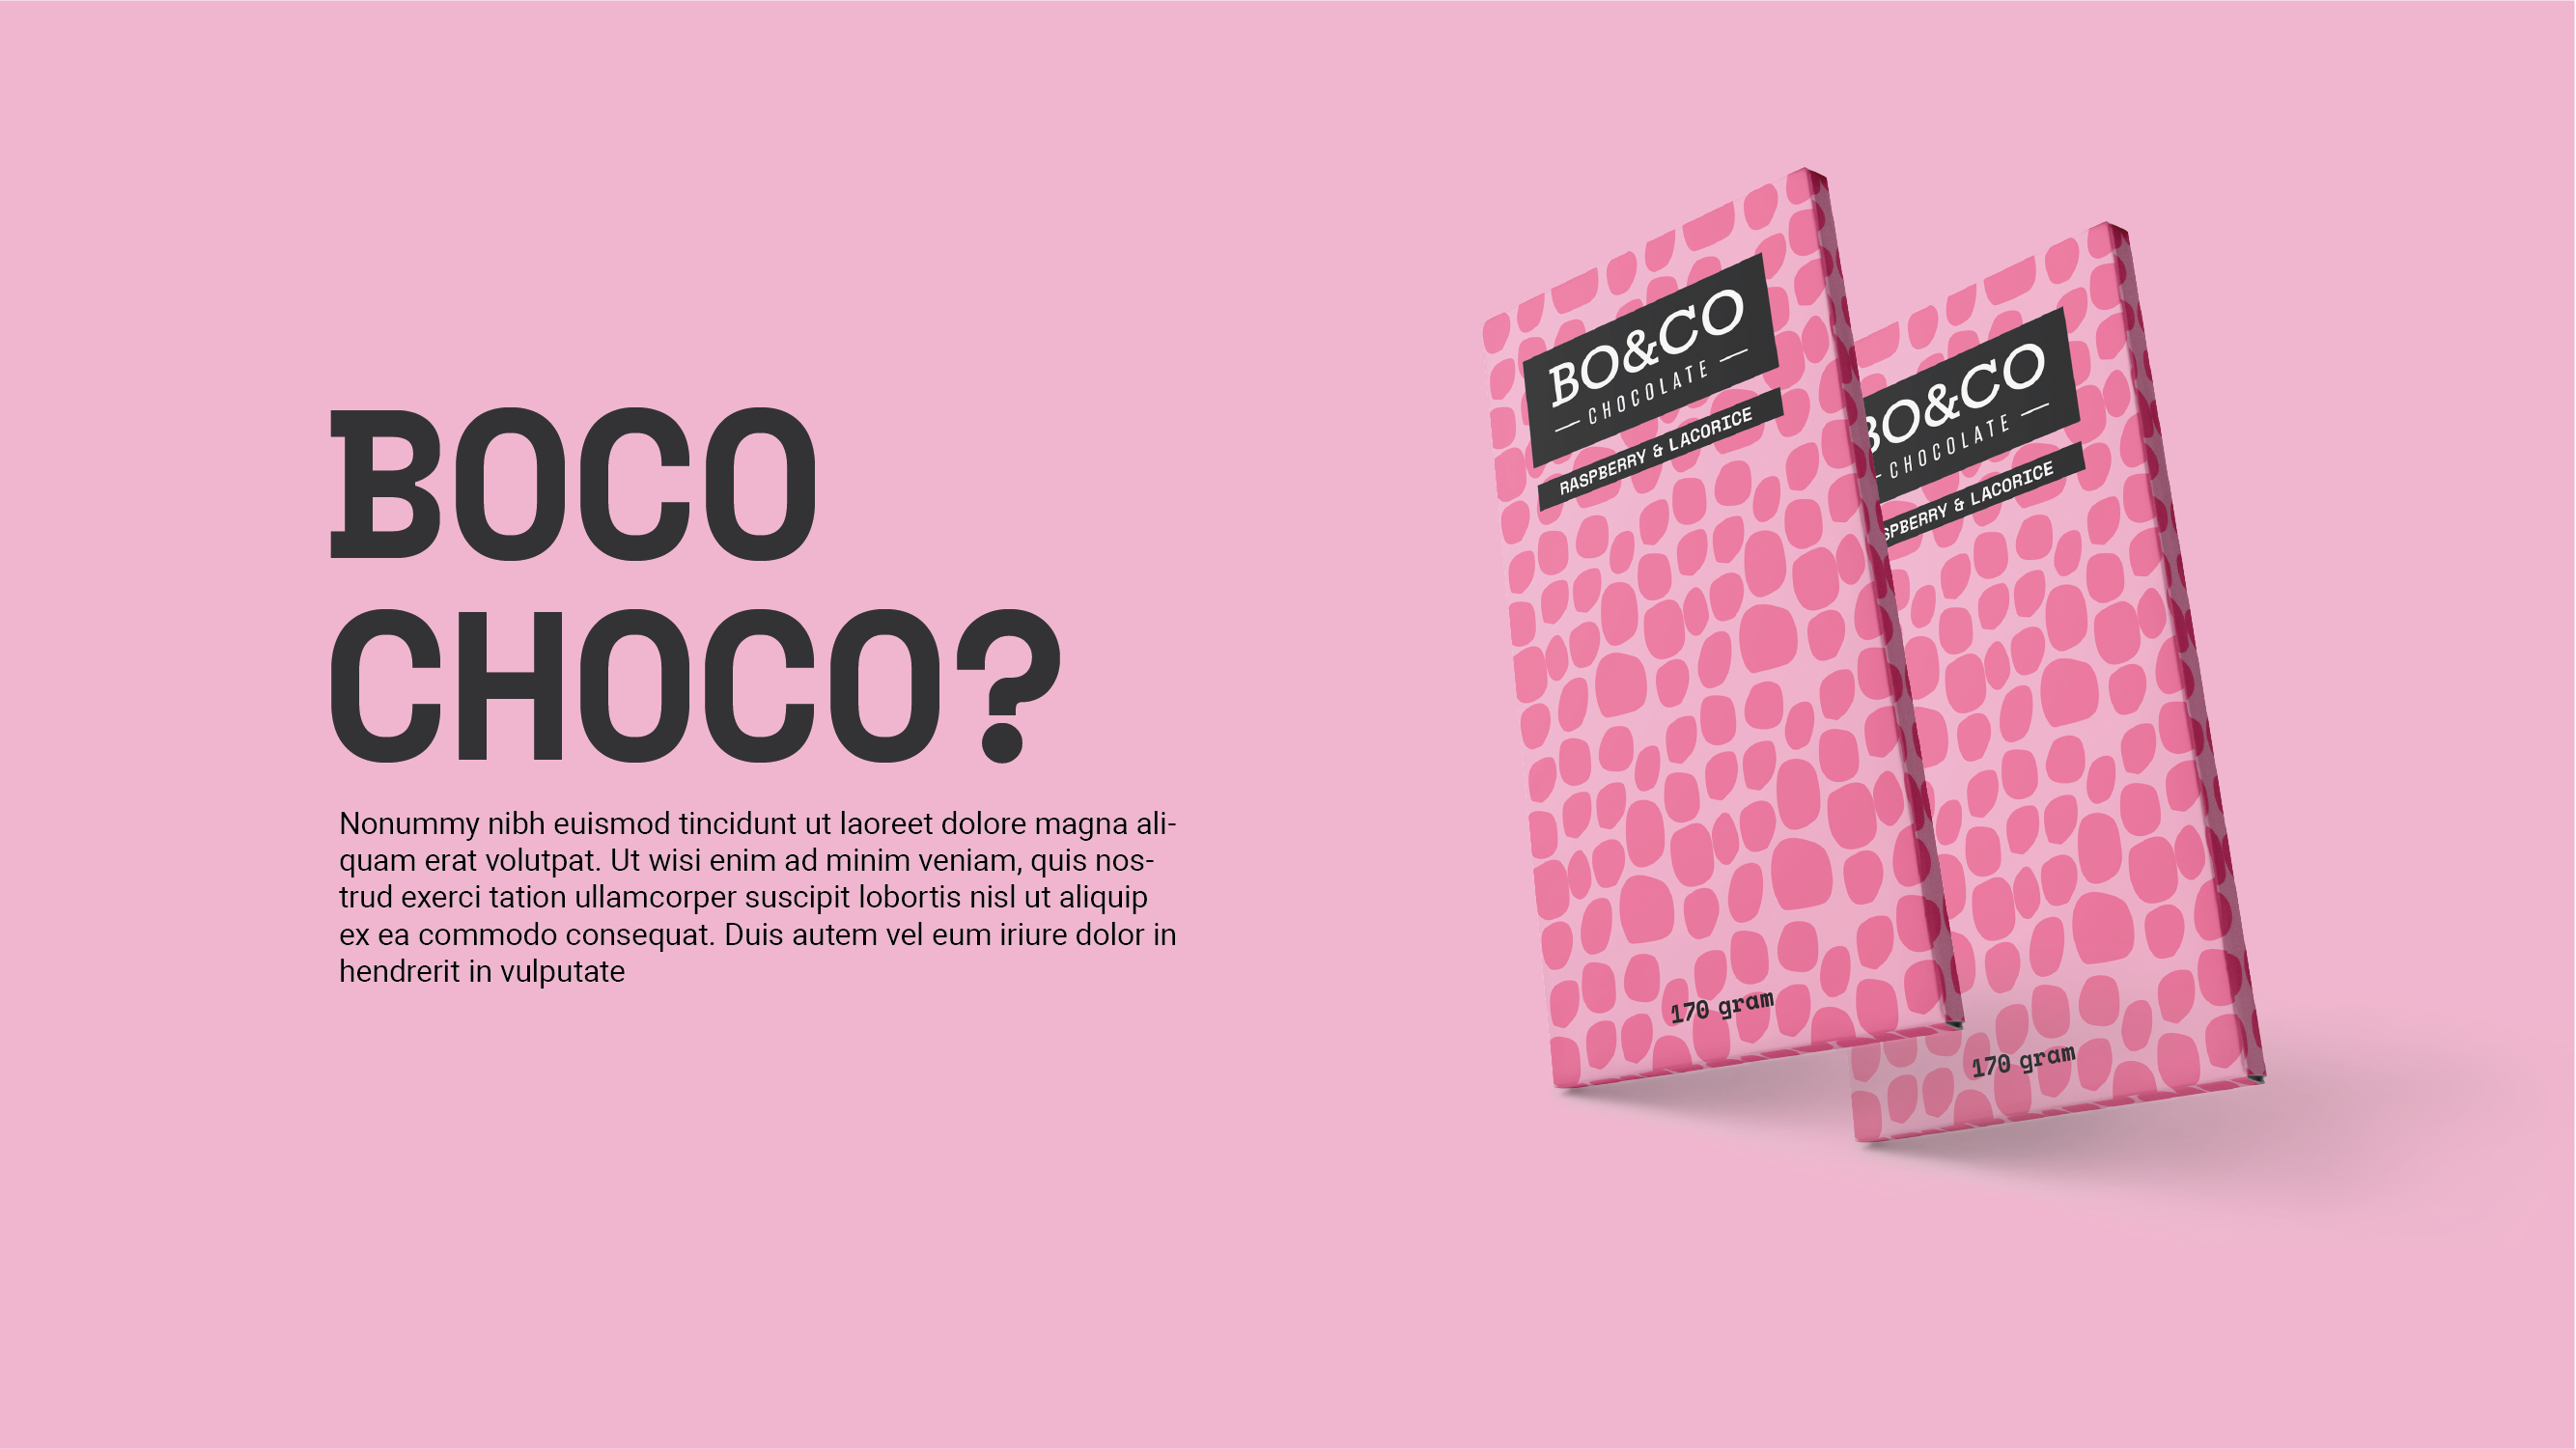 BOCO
CHOCO?
Nonummy nibh euismod tincidunt ut laoreet dolore magna ali-
quam erat volutpat. Ut wisi enim ad minim veniam, quis nos-
trud exerci tation ullamcorper suscipit lobortis nisl ut aliquip
ex ea commodo consequat. Duis autem vel eum iriure dolor in
hendrerit in vulputate
BO&CO
CHOCOLATE
RASPBERRY & LACORICE
170 gram
BO&CO
CHOCOLATE
SPBERRY & LACORICE
170 gram